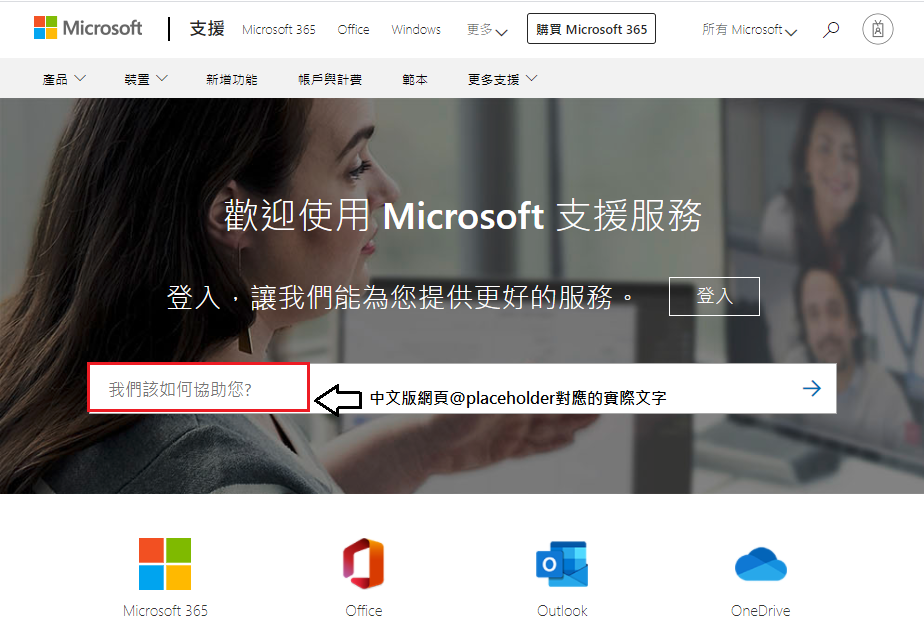 Microsoft 支援 Microsoft 365 Office Windows 更多 購買 Microsoft 365 所有 Microsoft
產品 裝置 新增功能 帳戶與計費 範本 更多支援
歡迎使用 Microsoft 支援服務
登入，讓我們能為您提供更好的服務。 登入
我們該如何協助您? 中文版網頁@placeholder對應的實際文字
Microsoft 365 Office Outlook OneDrive